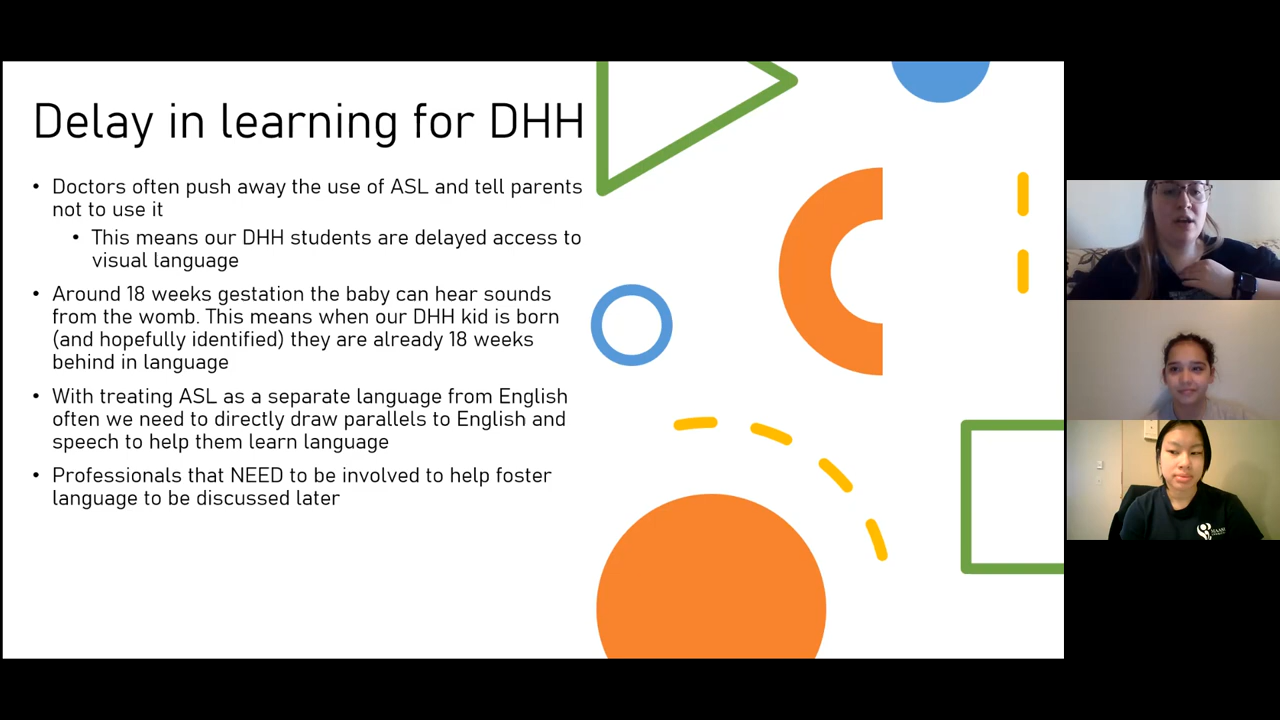 Delay in learning for DHH
• Doctors often push away the use of ASL and tell parents
not to use it
• This means our DHH students are delayed access to
visual language
• Around 18 weeks gestation the baby can hear sounds
from the womb. This means when our DHH kid is born
(and hopefully identified) they are already 18 weeks
behind in language
• With treating ASL as a separate language from English
often we need to directly draw parallels to English and
speech to help them learn language
• Professionals that NEED to be involved to help foster
language to be discussed later